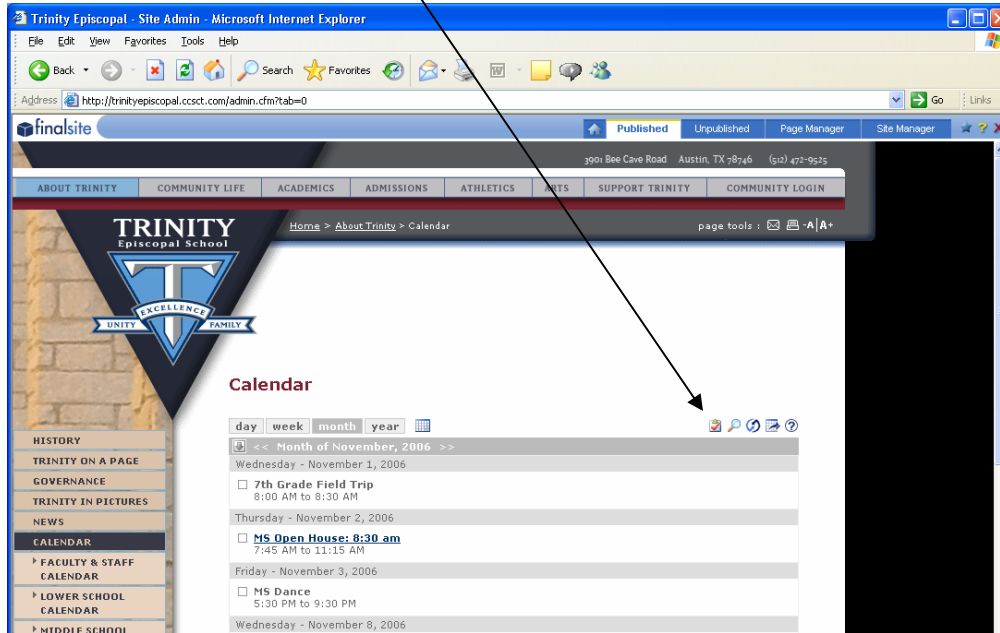 Trinity Episcopal - Site Admin - Microsoft Internet Explorer
File Edit View Favorites Tools Help
Back Search Favorites
Address http://trinityepiscopal.ccsct.com/admin.cfm?tab=0 Go Links
finalsite Published Unpublished Page Manager Site Manager
3901 Bee Cave Road Austin, TX 78746 (512) 472-9525
ABOUT TRINITY COMMUNITY LIFE ACADEMICS ADMISSIONS ATHLETICS ARTS SUPPORT TRINITY COMMUNITY LOGIN
TRINITY
Episcopal School
Home > About Trinity > Calendar
page tools : -A A+
EXCELLENCE
UNITY FAMILY
Calendar
day week month year
<< Month of November, 2006 >>
Wednesday - November 1, 2006
7th Grade Field Trip
8:00 AM to 8:30 AM
Thursday - November 2, 2006
MS Open House: 8:30 am
7:45 AM to 11:15 AM
Friday - November 3, 2006
MS Dance
5:30 PM to 9:30 PM
Wednesday - November 8, 2006
HISTORY
TRINITY ON A PAGE
GOVERNANCE
TRINITY IN PICTURES
NEWS
CALENDAR
FACULTY & STAFF
CALENDAR
LOWER SCHOOL
CALENDAR
MIDDLE SCHOOL